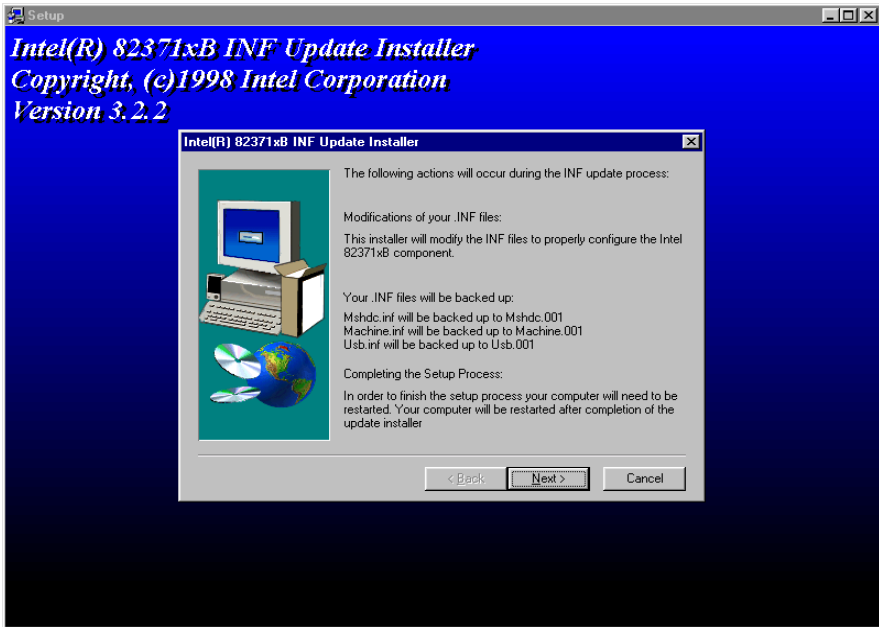 Setup
Intel(R) 82371xB INF Update Installer
Copyright, (c)1998 Intel Corporation
Version 3.2.2
Intel(R) 82371xB INF Update Installer
The following actions will occur during the INF update process:
Modifications of your .INF files:
This installer will modify the INF files to properly configure the Intel
82371xB component.
Your .INF files will be backed up:
Mshdc.inf will be backed up to Mshdc.001
Machine.inf will be backed up to Machine.001
Usb.inf will be backed up to Usb.001
Completing the Setup Process:
In order to finish the setup process your computer will need to be
restarted. Your computer will be restarted after completion of the
update installer
< Back Next > Cancel